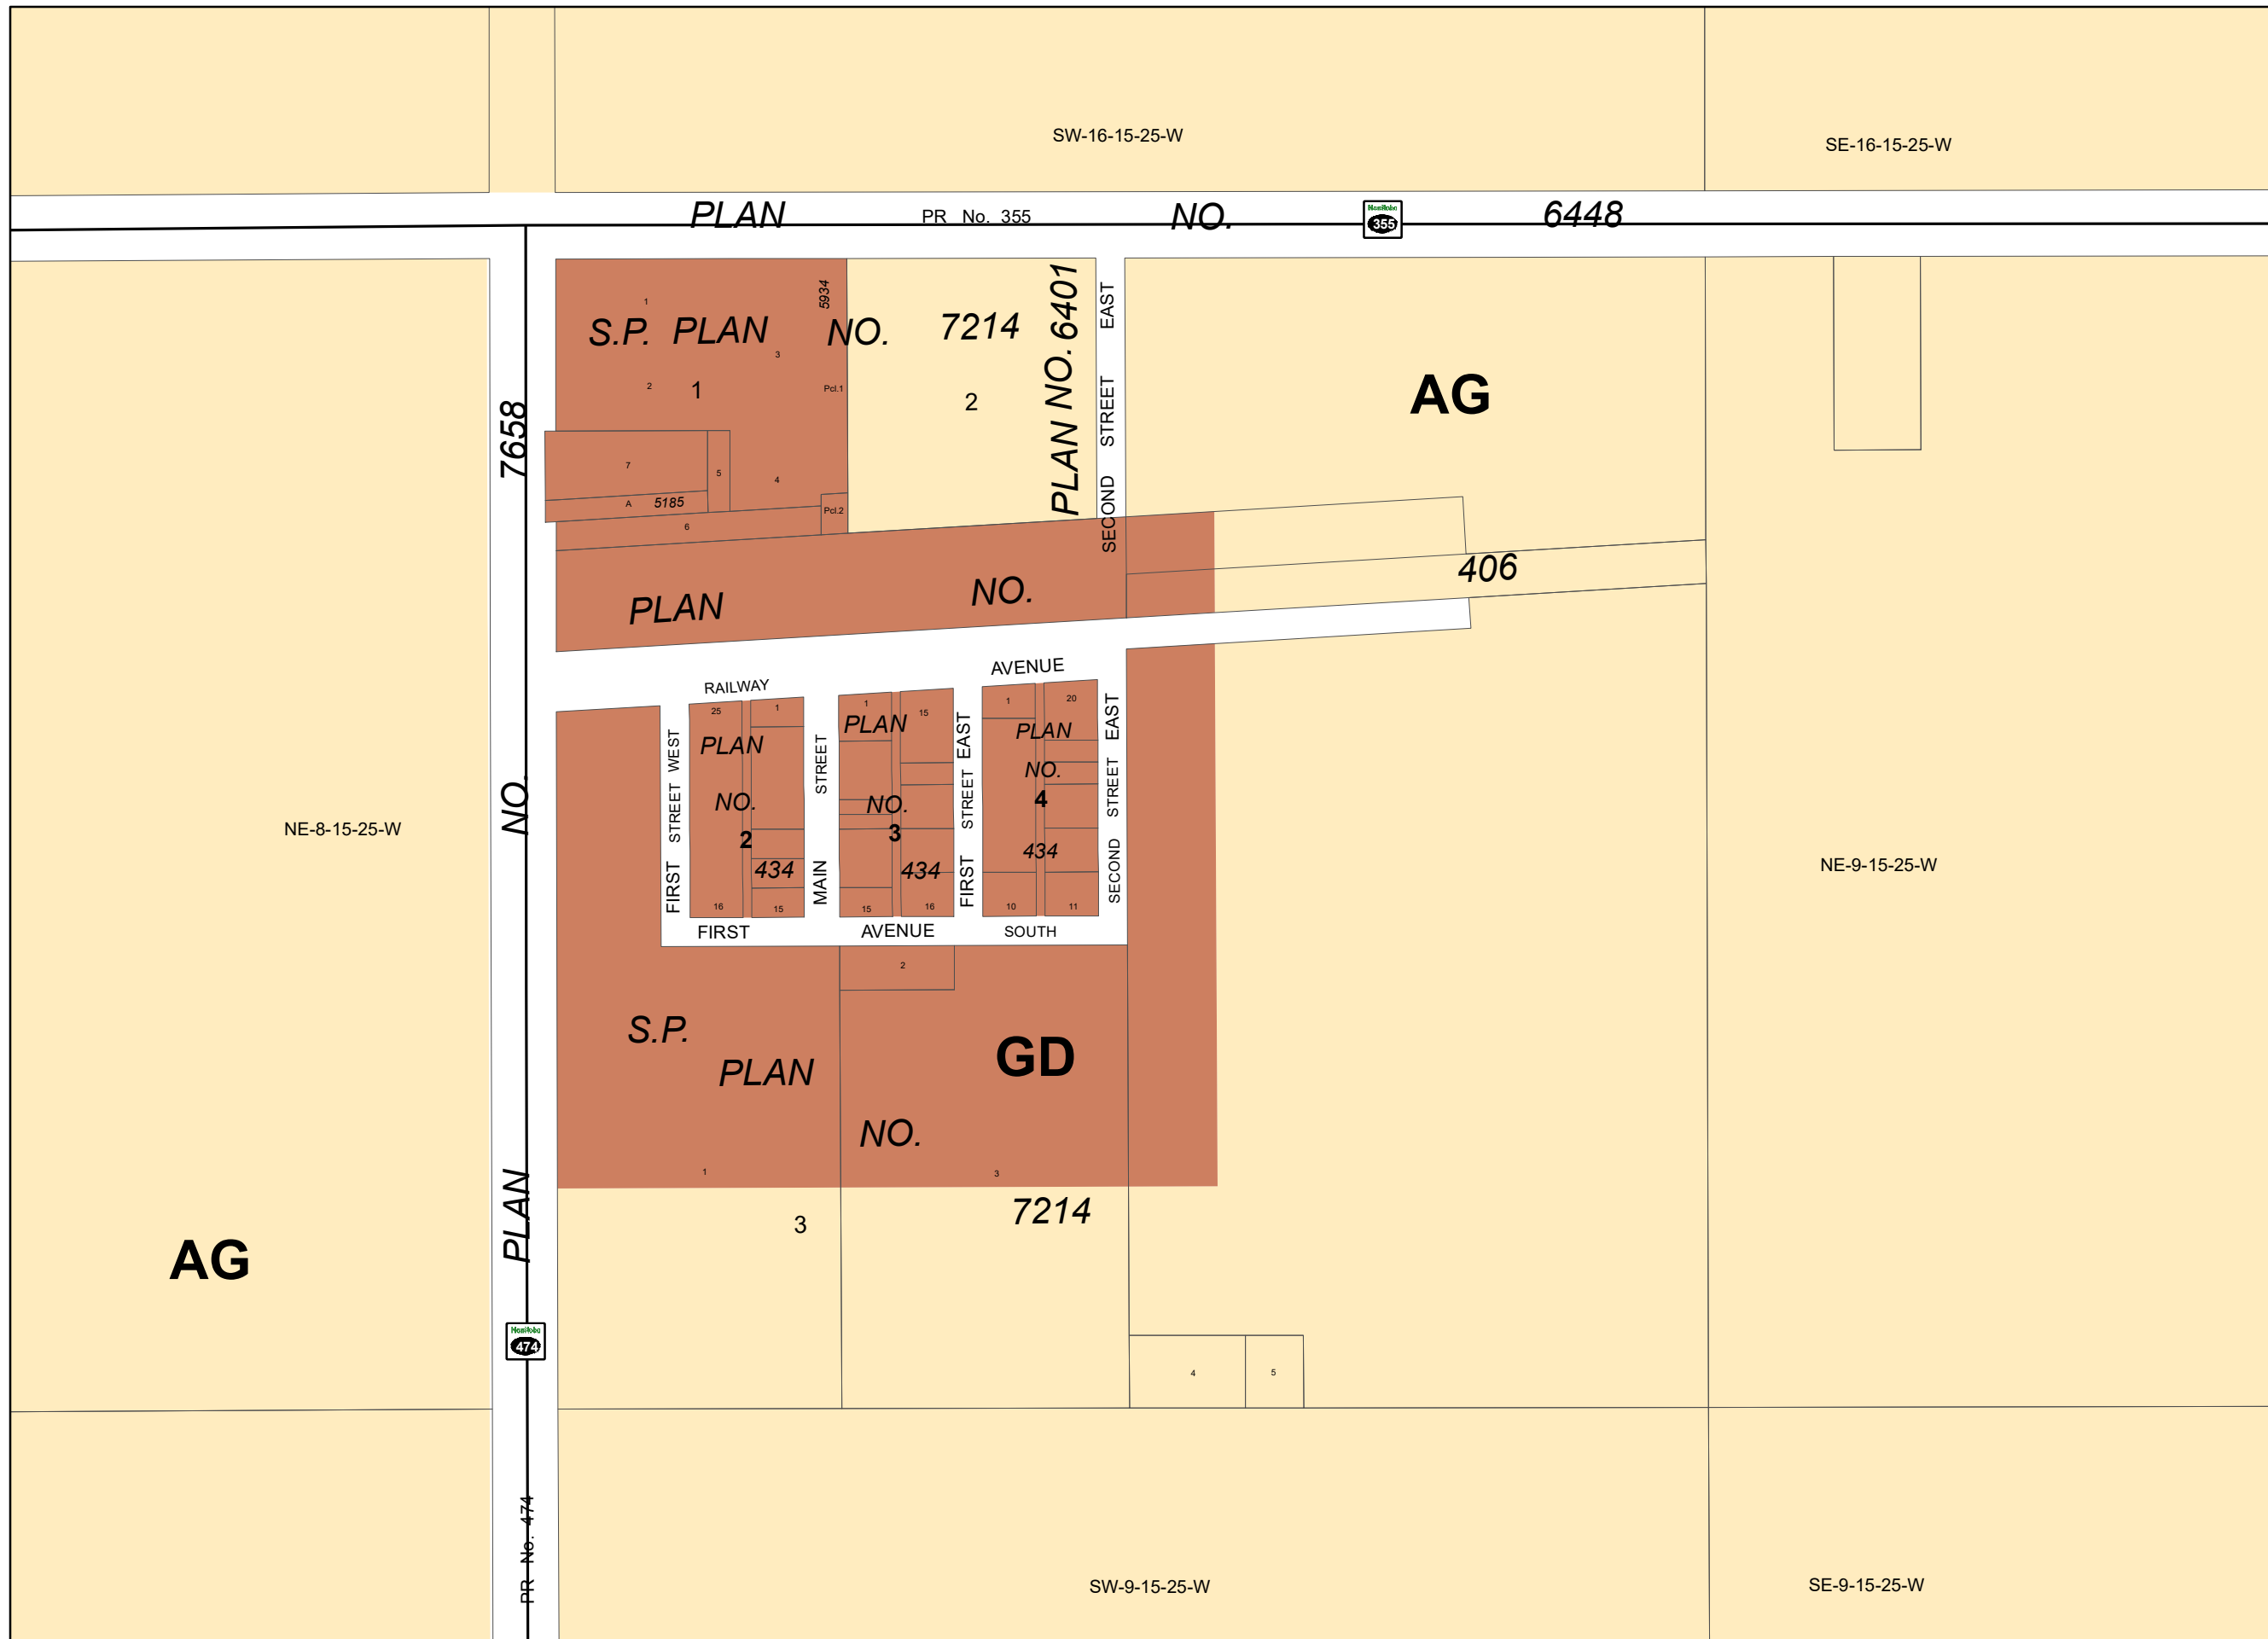 SW-16-15-25-W
SE-16-15-25-W
PLAN NO. 6448
PR No. 355
Manitoba
355
S.P. PLAN NO. 7214
5934
1
3
2
1
Pcl.1
2
PLAN NO. 6401
SECOND STREET EAST
AG
7
5
4
A 5185
Pcl.2
6
PLAN NO. 406
PLAN NO. 7658
RAILWAY AVENUE
FIRST STREET WEST
25
1
PLAN
NO.
2
434
16
15
MAIN STREET
1
15
PLAN
NO.
3
434
15
16
FIRST STREET EAST
1
20
PLAN
NO.
4
434
10
11
SECOND STREET EAST
FIRST AVENUE SOUTH
NE-8-15-25-W
NE-9-15-25-W
2
S.P.
PLAN
GD
NO.
1
3
7214
3
AG
Manitoba
474
4
5
PR No. 474
SW-9-15-25-W
SE-9-15-25-W